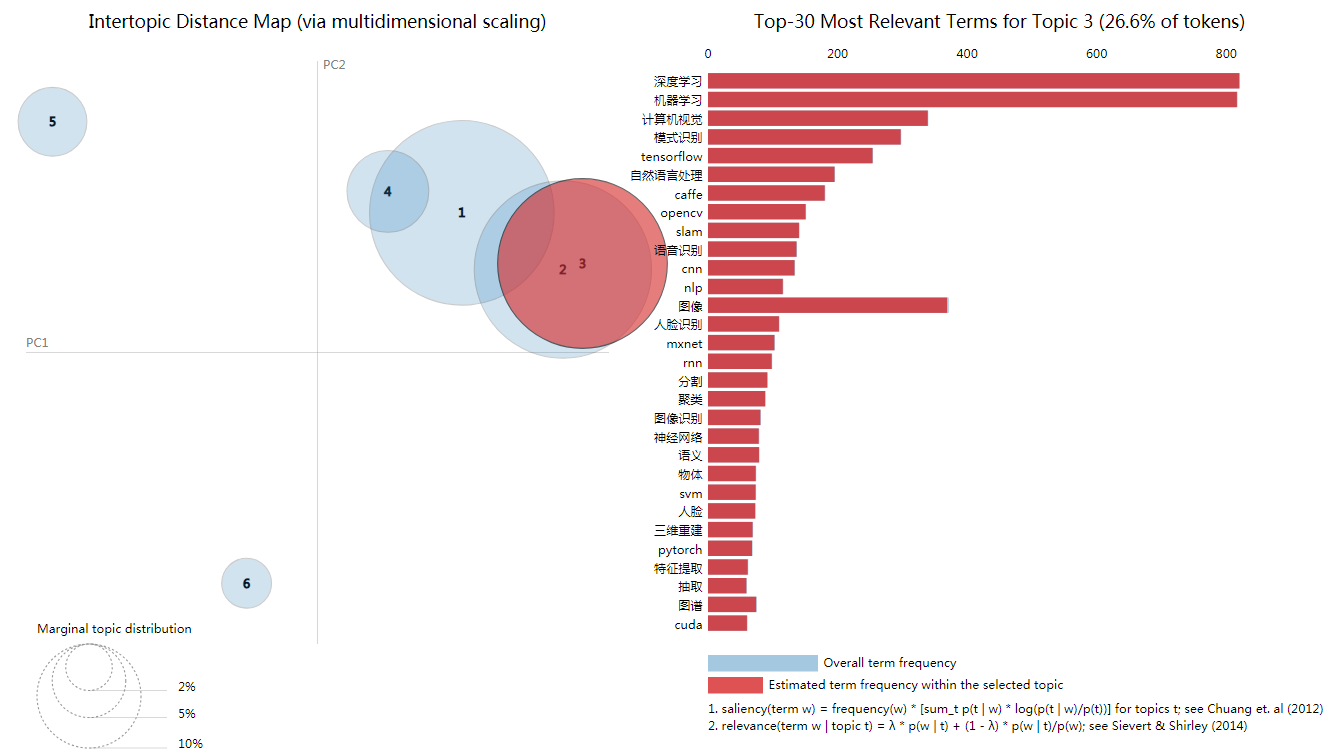 Intertopic Distance Map (via multidimensional scaling)
PC2
PC1
5
4
1
2
3
6
Marginal topic distribution
2%
5%
10%
Top-30 Most Relevant Terms for Topic 3 (26.6% of tokens)
0 200 400 600 800
深度学习
机器学习
计算机视觉
模式识别
tensorflow
自然语言处理
caffe
opencv
slam
语音识别
cnn
nlp
图像
人脸识别
mxnet
rnn
分割
聚类
图像识别
神经网络
语义
物体
svm
人脸
三维重建
pytorch
特征提取
抽取
图谱
cuda
Overall term frequency
Estimated term frequency within the selected topic
1. saliency(term w) = frequency(w) * [sum_t p(t | w) * log(p(t | w)/p(t))] for topics t; see Chuang et. al (2012)
2. relevance(term w | topic t) = λ * p(w | t) + (1 - λ) * p(w | t)/p(w); see Sievert & Shirley (2014)